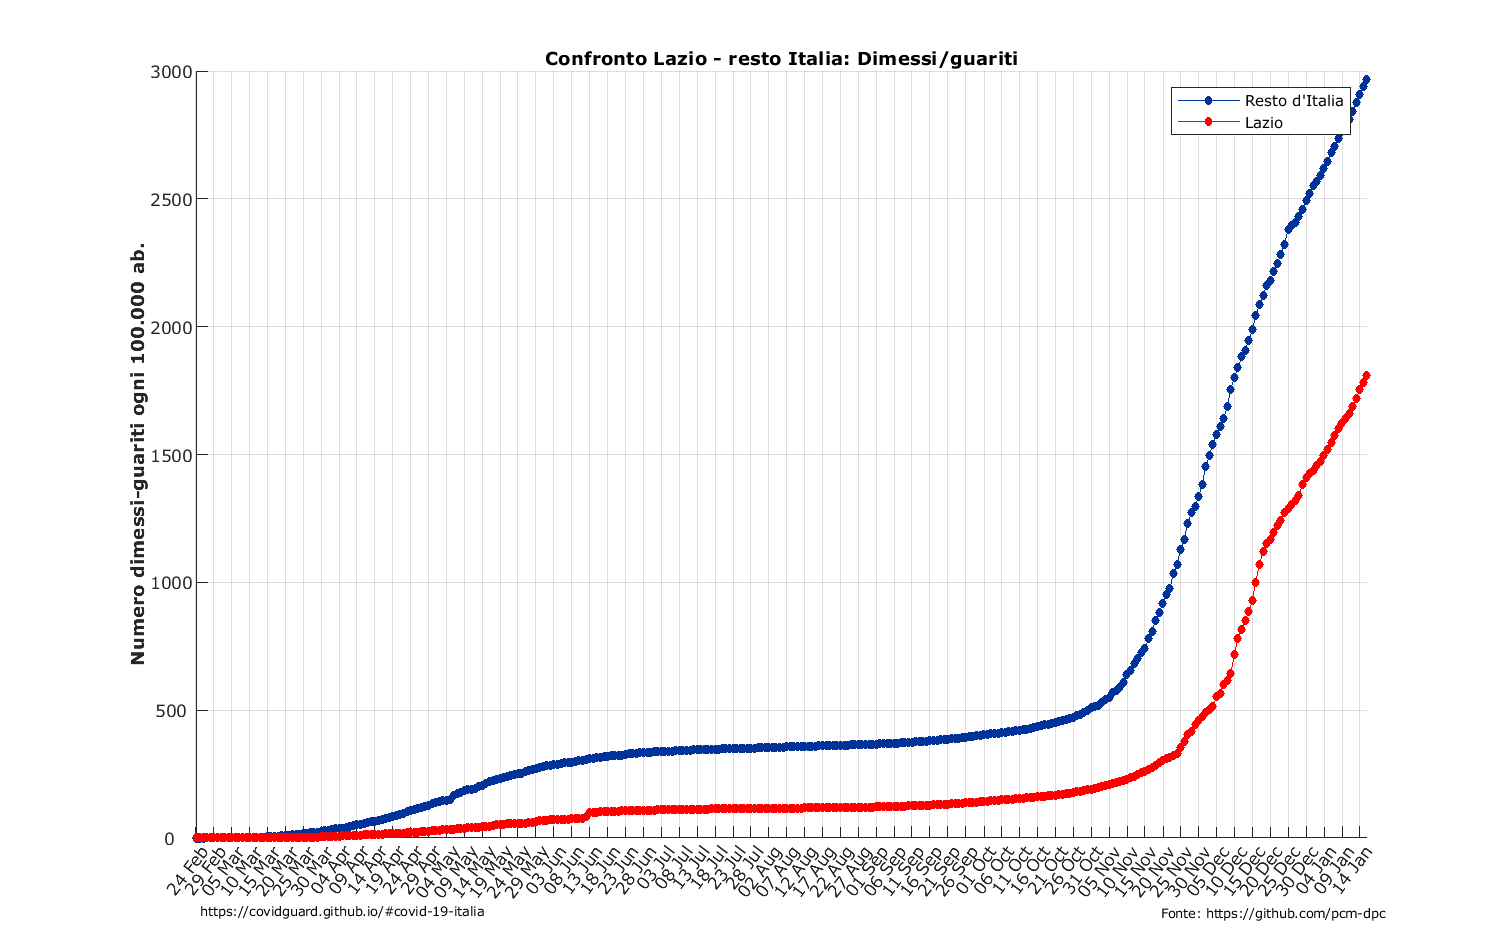 Confronto Lazio - resto Italia: Dimessi/guariti
Numero dimessi-guariti ogni 100.000 ab.
3000
2500
2000
1500
1000
500
0
Resto d'Italia
Lazio
24 Feb
29 Feb
05 Mar
10 Mar
15 Mar
20 Mar
25 Mar
30 Mar
04 Apr
09 Apr
14 Apr
19 Apr
24 Apr
29 Apr
04 May
09 May
14 May
19 May
24 May
29 May
03 Jun
08 Jun
13 Jun
18 Jun
23 Jun
28 Jun
03 Jul
08 Jul
13 Jul
18 Jul
23 Jul
28 Jul
02 Aug
07 Aug
12 Aug
17 Aug
22 Aug
27 Aug
01 Sep
06 Sep
11 Sep
16 Sep
21 Sep
26 Sep
01 Oct
06 Oct
11 Oct
16 Oct
21 Oct
26 Oct
31 Oct
05 Nov
10 Nov
15 Nov
20 Nov
25 Nov
30 Nov
05 Dec
10 Dec
15 Dec
20 Dec
25 Dec
30 Dec
04 Jan
09 Jan
14 Jan
https://covidguard.github.io/#covid-19-italia
Fonte: https://github.com/pcm-dpc